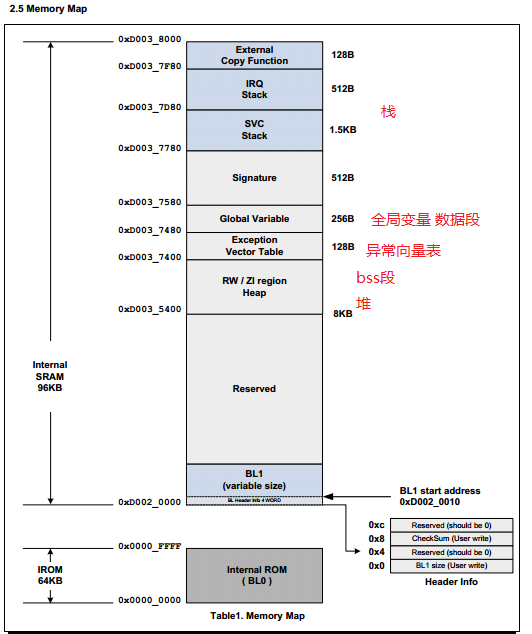 2.5 Memory Map
0xD003_8000
External
Copy Function
128B
0xD003_7F80
IRQ
Stack
512B
0xD003_7D80
栈
SVC
Stack
1.5KB
0xD003_7780
Signature
512B
0xD003_7580
Global Variable
256B
全局变量 数据段
0xD003_7480
Exception
Vector Table
128B
异常向量表
0xD003_7400
RW / ZI region
Heap
bss段
堆
0xD003_5400
8KB
Internal
SRAM
96KB
Reserved
BL1
(variable size)
BL Header Info 4 WORD
BL1 start address
0xD002_0010
0xD002_0000
0xc
Reserved (should be 0)
0x8
CheckSum (User write)
0x4
Reserved (should be 0)
0x0
BL1 size (User write)
Header Info
0x0000_FFFF
IROM
64KB
Internal ROM
( BL0 )
0x0000_0000
Table1. Memory Map